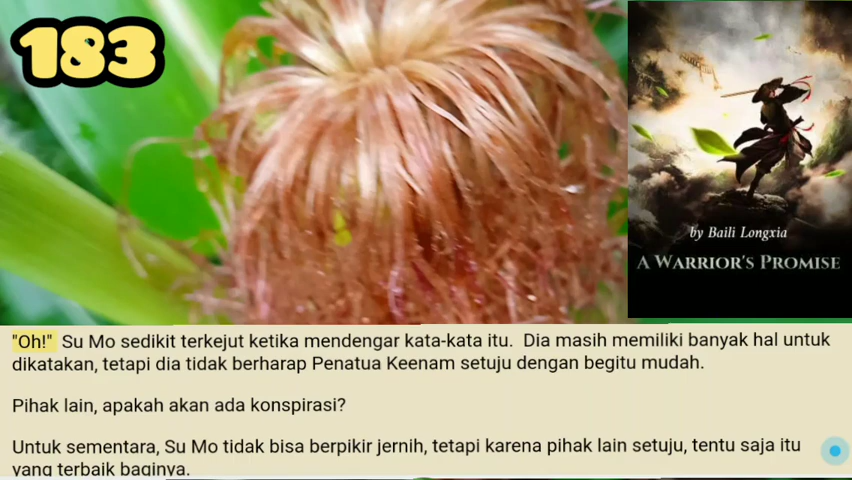 183
by Baili Longxia
A WARRIOR'S PROMISE
"Oh!" Su Mo sedikit terkejut ketika mendengar kata-kata itu.  Dia masih memiliki banyak hal untuk
dikatakan, tetapi dia tidak berharap Penatua Keenam setuju dengan begitu mudah.
Pihak lain, apakah akan ada konspirasi?
Untuk sementara, Su Mo tidak bisa berpikir jernih, tetapi karena pihak lain setuju, tentu saja itu
yang terbaik baginya.